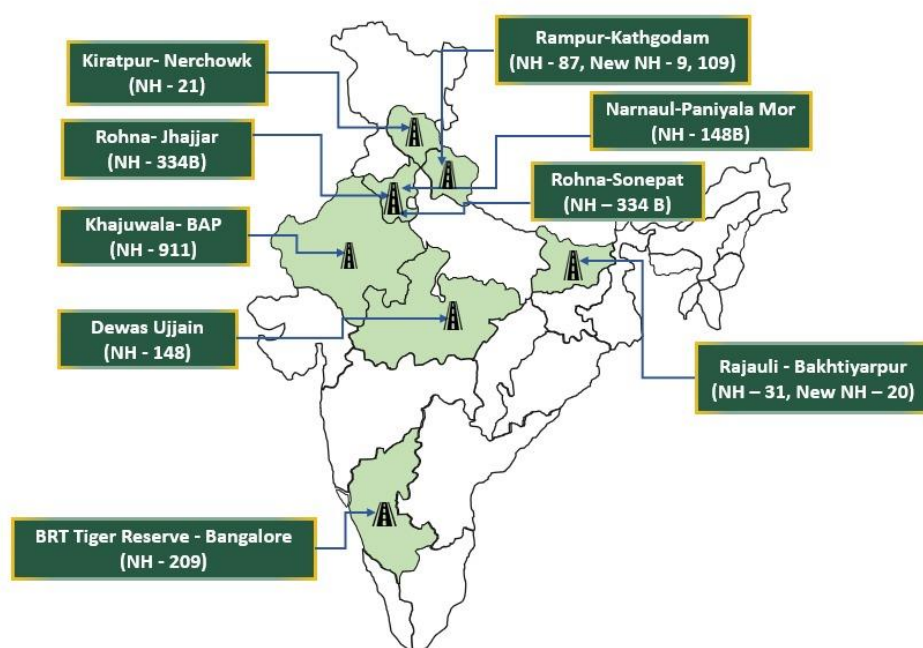 Kiratpur- Nerchowk
(NH - 21)
Rampur-Kathgodam
(NH - 87, New NH - 9, 109)
Rohna- Jhajjar
(NH - 334B)
Narnaul-Paniyala Mor
(NH - 148B)
Khajuwala- BAP
(NH - 911)
Rohna-Sonepat
(NH – 334 B)
Dewas Ujjain
(NH - 148)
Rajauli - Bakhtiyarpur
(NH – 31, New NH – 20)
BRT Tiger Reserve - Bangalore
(NH - 209)